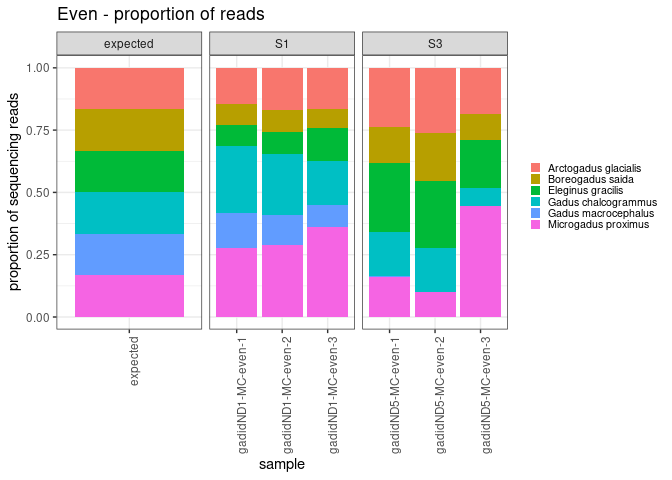 Even - proportion of reads
expected
S1
S3
proportion of sequencing reads
1.00
0.75
0.50
0.25
0.00
expected
gadidND1-MC-even-1
gadidND1-MC-even-2
gadidND1-MC-even-3
gadidND5-MC-even-1
gadidND5-MC-even-2
gadidND5-MC-even-3
sample
Arctogadus glacialis
Boreogadus saida
Eleginus gracilis
Gadus chalcogrammus
Gadus macrocephalus
Microgadus proximus